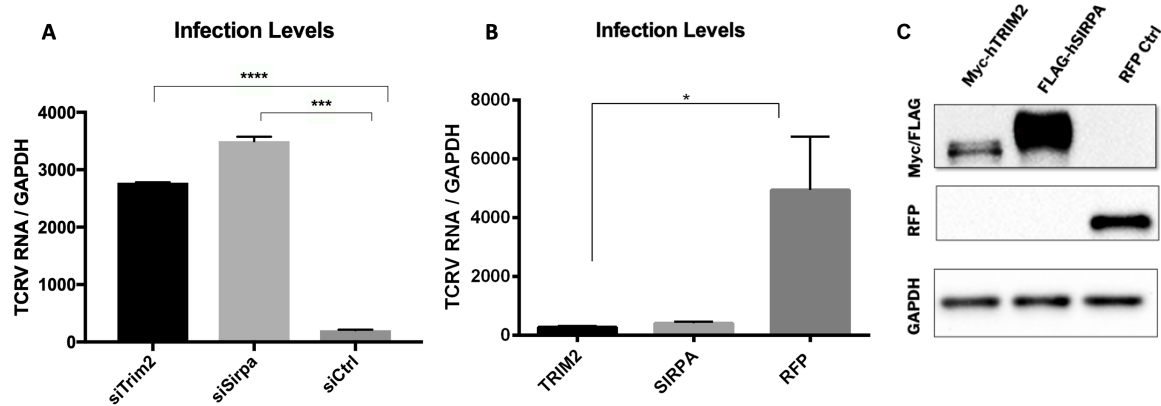 A
Infection Levels
****
***
TCRV RNA / GAPDH
4000
3000
2000
1000
0
siTrim2
siSirpa
siCtrl
B
Infection Levels
*
TCRV RNA / GAPDH
8000
6000
4000
2000
0
TRIM2
SIRPA
RFP
C
Myc-hTRIM2
FLAG-hSIRPA
RFP Ctrl
Myc/FLAG
RFP
GAPDH